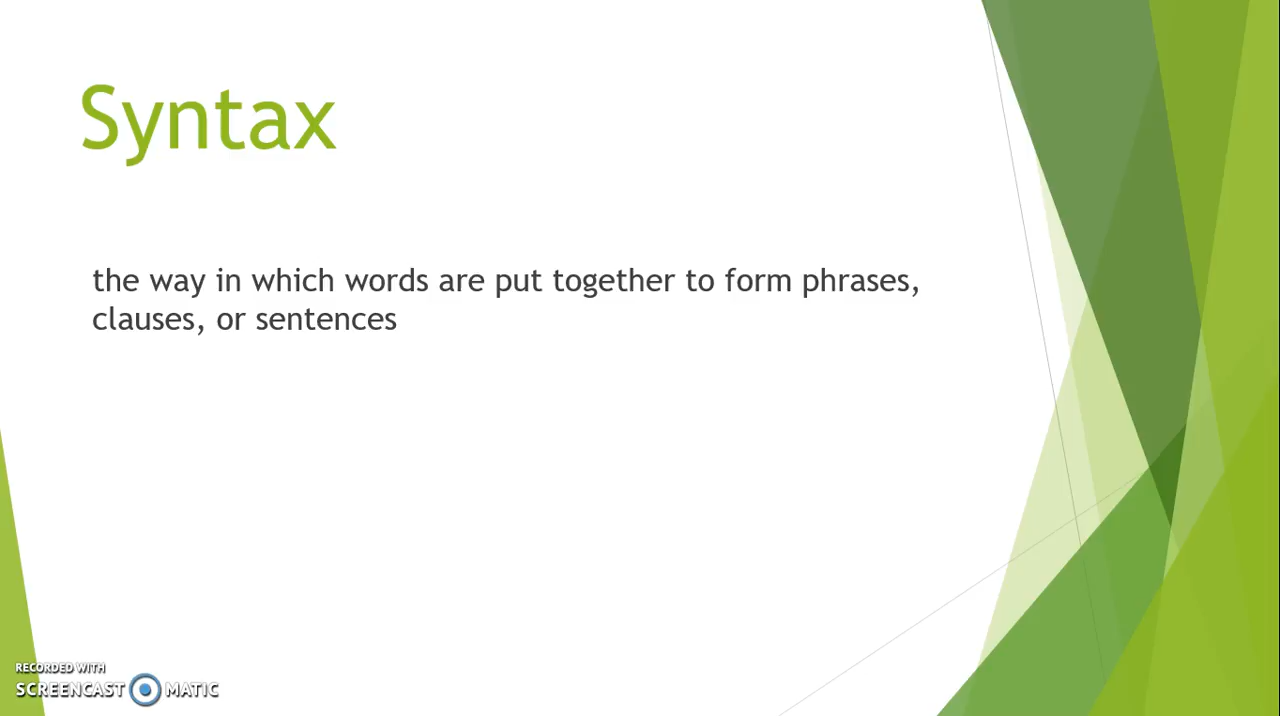 Syntax
the way in which words are put together to form phrases,
clauses, or sentences
RECORDED WITH
SCREENCAST MATIC